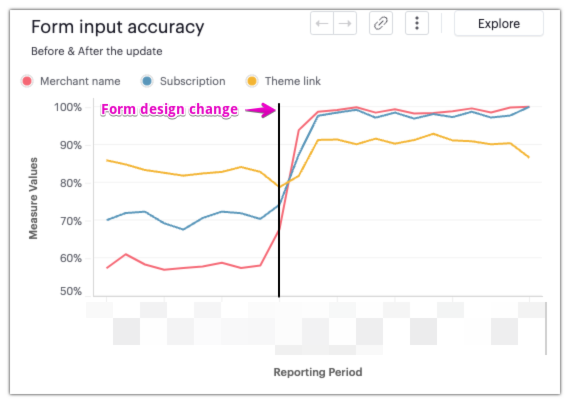 Form input accuracy
Explore
Before & After the update
Merchant name
Subscription
Theme link
Form design change
100%
90%
80%
70%
60%
50%
Measure Values
Reporting Period